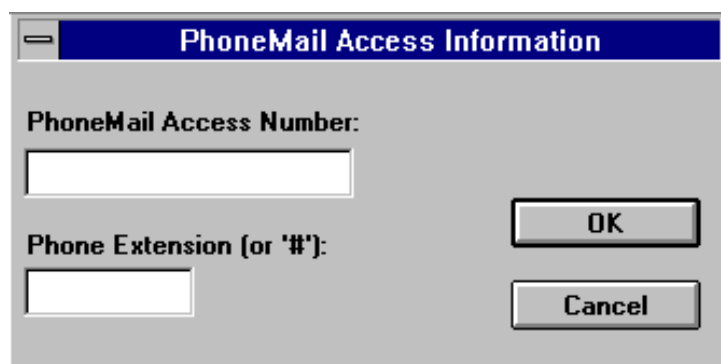 PhoneMail Access Information
PhoneMail Access Number:
Phone Extension (or '#'):
OK
Cancel